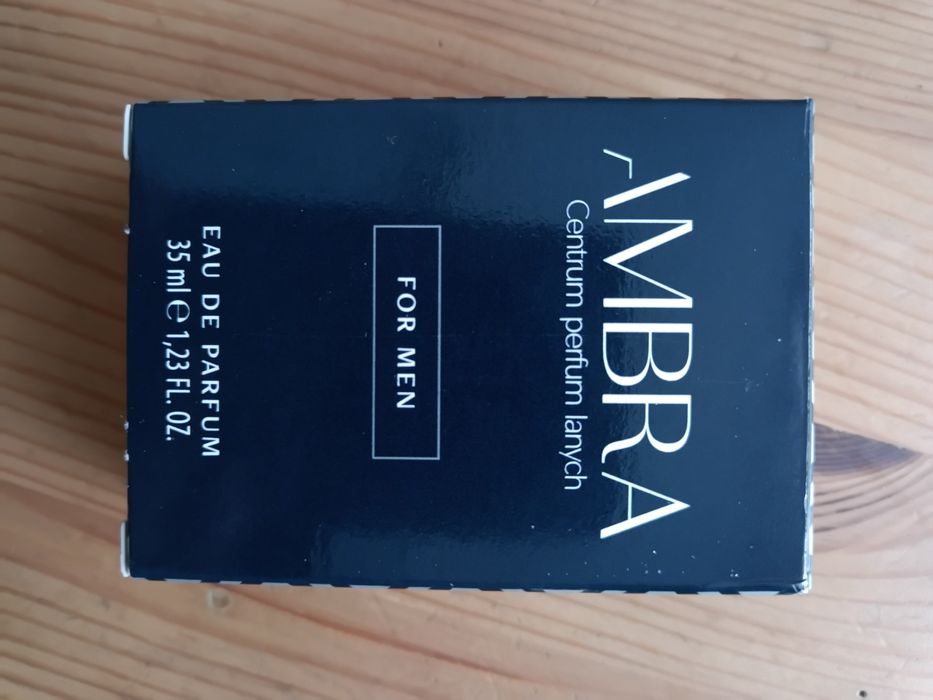 AMBRA
Centrum perfum lanych
FOR MEN
EAU DE PARFUM
35 ml ℮ 1,23 FL. OZ.